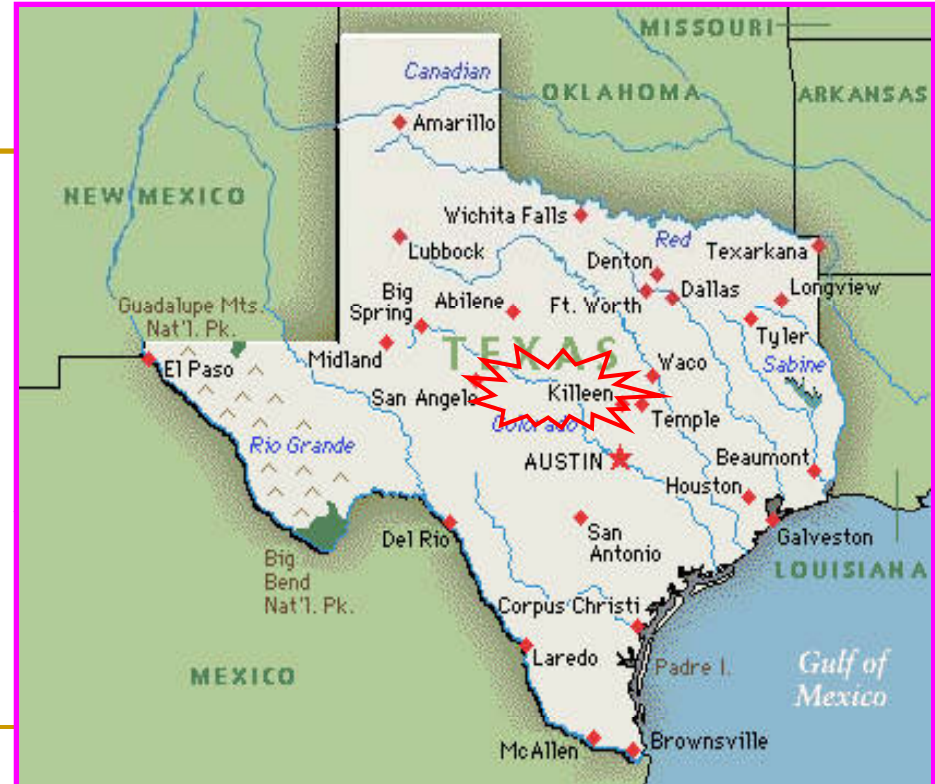 MISSOURI
Canadian
OKLAHOMA
ARKANSAS
Amarillo
NEW MEXICO
Wichita Falls
Red
Texarkana
Lubbock
Denton
Big
Spring
Abilene
Ft. Worth
Dallas
Longview
Guadalupe Mts.
Nat'l. Pk.
Tyler
TEXAS
Midland
El Paso
Waco
Sabine
San Angelo
Killeen
Temple
Colorado
Rio Grande
AUSTIN
Beaumont
Houston
Del Rio
San
Antonio
Galveston
LOUISIANA
Big
Bend
Nat'l. Pk.
Corpus Christi
Laredo
Padre I.
Gulf of
Mexico
MEXICO
McAllen
Brownsville